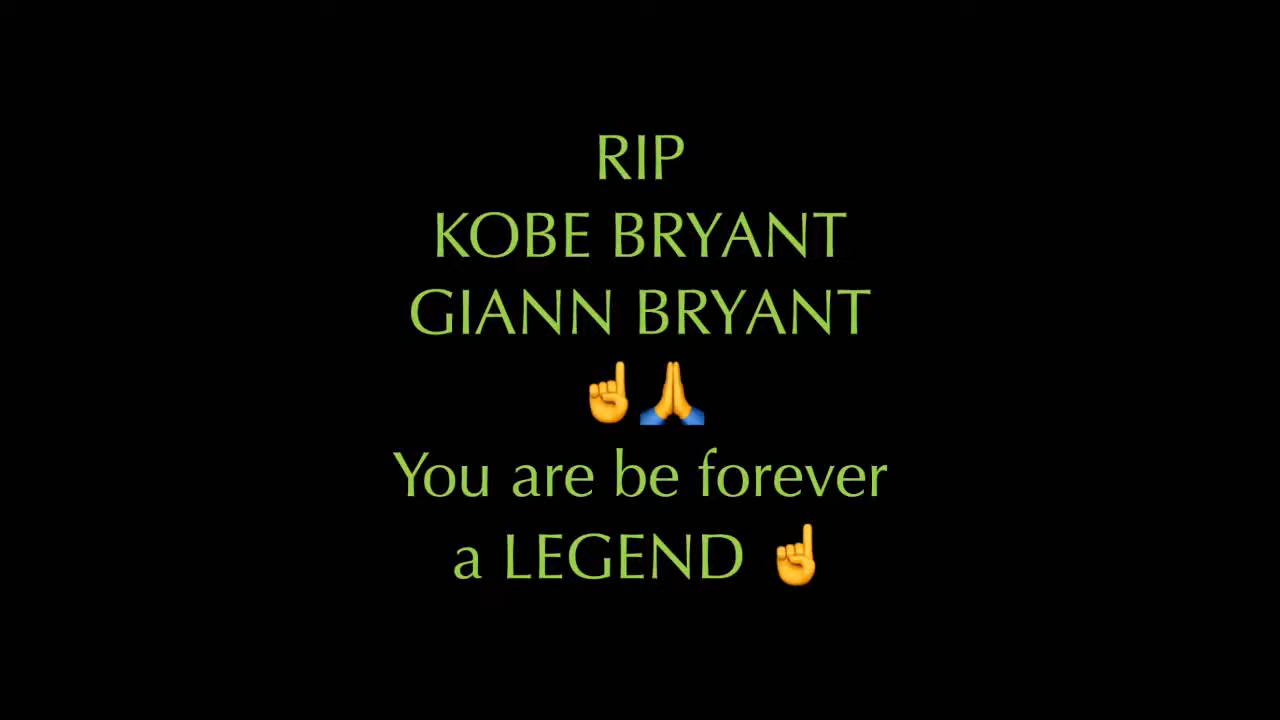 RIP
KOBE BRYANT
GIANN BRYANT
☝️🙏
You are be forever
a LEGEND ☝️